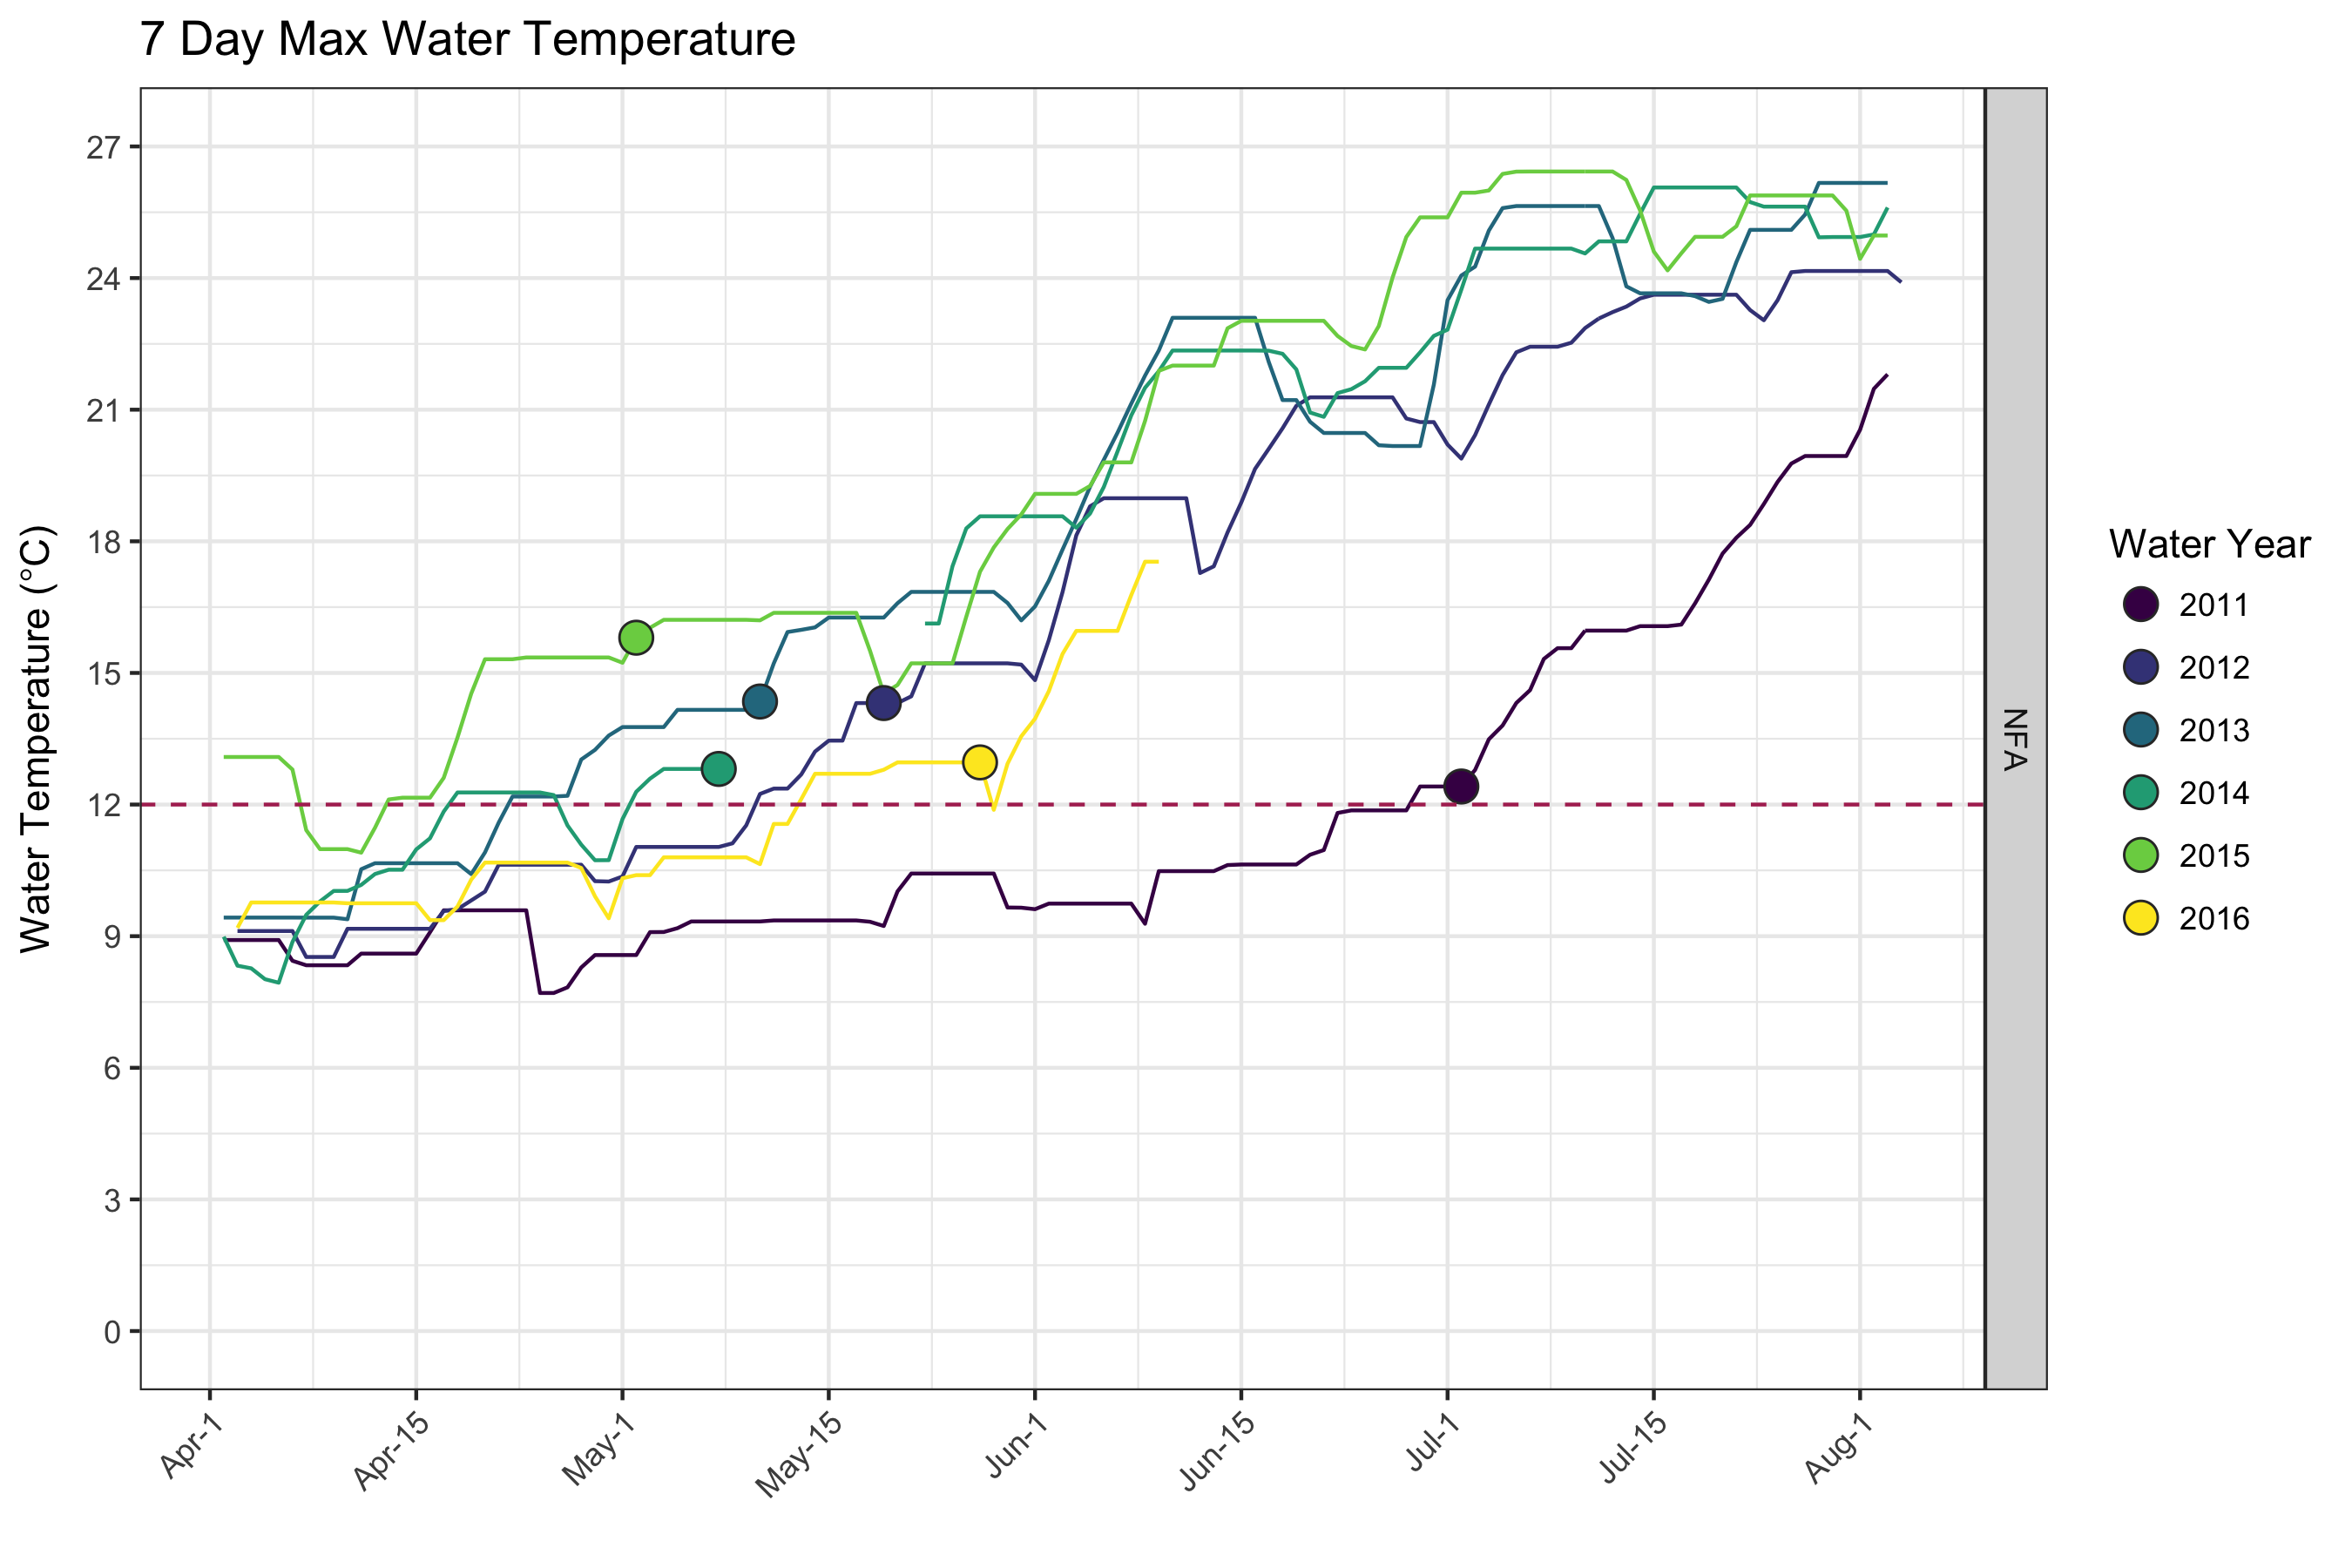 7 Day Max Water Temperature
Water Temperature (°C)
27
24
21
18
15
12
9
6
3
0
Apr-1
Apr-15
May-1
May-15
Jun-1
Jun-15
Jul-1
Jul-15
Aug-1
NFA
Water Year
2011
2012
2013
2014
2015
2016